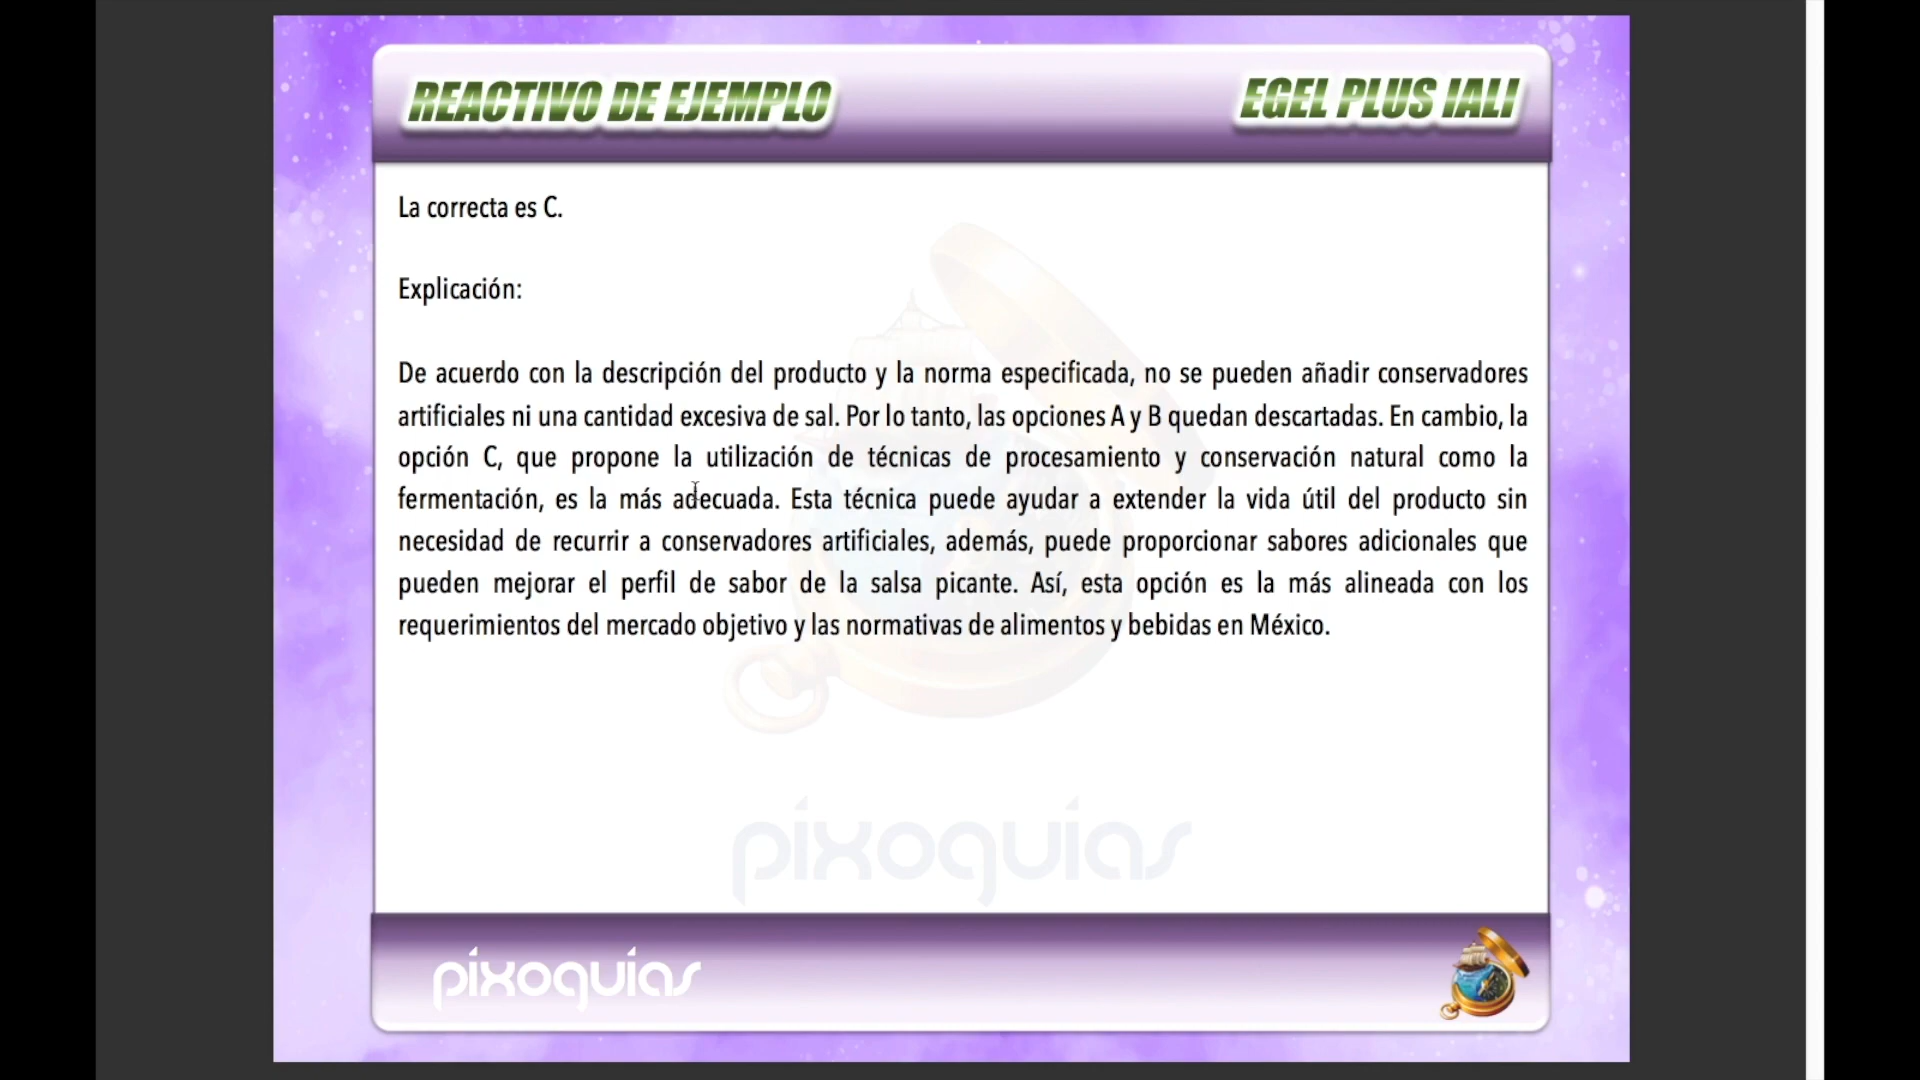 REACTIVO DE EJEMPLO
EGEL PLUS IALI
La correcta es C.
Explicación:
De acuerdo con la descripción del producto y la norma especificada, no se pueden añadir conservadores
artificiales ni una cantidad excesiva de sal. Por lo tanto, las opciones A y B quedan descartadas. En cambio, la
opción C, que propone la utilización de técnicas de procesamiento y conservación natural como la
fermentación, es la más adecuada. Esta técnica puede ayudar a extender la vida útil del producto sin
necesidad de recurrir a conservadores artificiales, además, puede proporcionar sabores adicionales que
pueden mejorar el perfil de sabor de la salsa picante. Así, esta opción es la más alineada con los
requerimientos del mercado objetivo y las normativas de alimentos y bebidas en México.
pixoguias
pixoguias